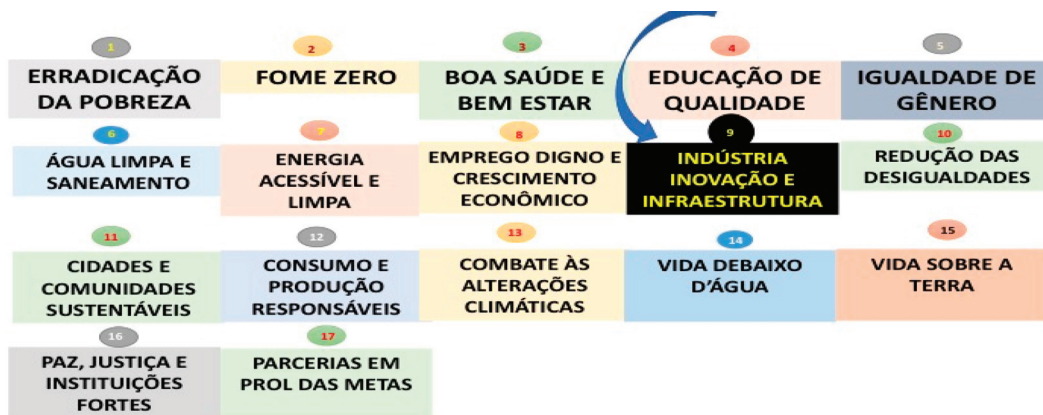 1
ERRADICAÇÃO
DA POBREZA
2
FOME ZERO
3
BOA SAÚDE E
BEM ESTAR
4
EDUCAÇÃO DE
QUALIDADE
5
IGUALDADE DE
GÊNERO
6
ÁGUA LIMPA E
SANEAMENTO
7
ENERGIA
ACESSÍVEL E
LIMPA
8
EMPREGO DIGNO E
CRESCIMENTO
ECONÔMICO
9
INDÚSTRIA
INOVAÇÃO E
INFRAESTRUTURA
10
REDUÇÃO DAS
DESIGUALDADES
11
CIDADES E
COMUNIDADES
SUSTENTÁVEIS
12
CONSUMO E
PRODUÇÃO
RESPONSÁVEIS
13
COMBATE ÀS
ALTERAÇÕES
CLIMÁTICAS
14
VIDA DEBAIXO
D'ÁGUA
15
VIDA SOBRE A
TERRA
16
PAZ, JUSTIÇA E
INSTITUIÇÕES
FORTES
17
PARCERIAS EM
PROL DAS METAS